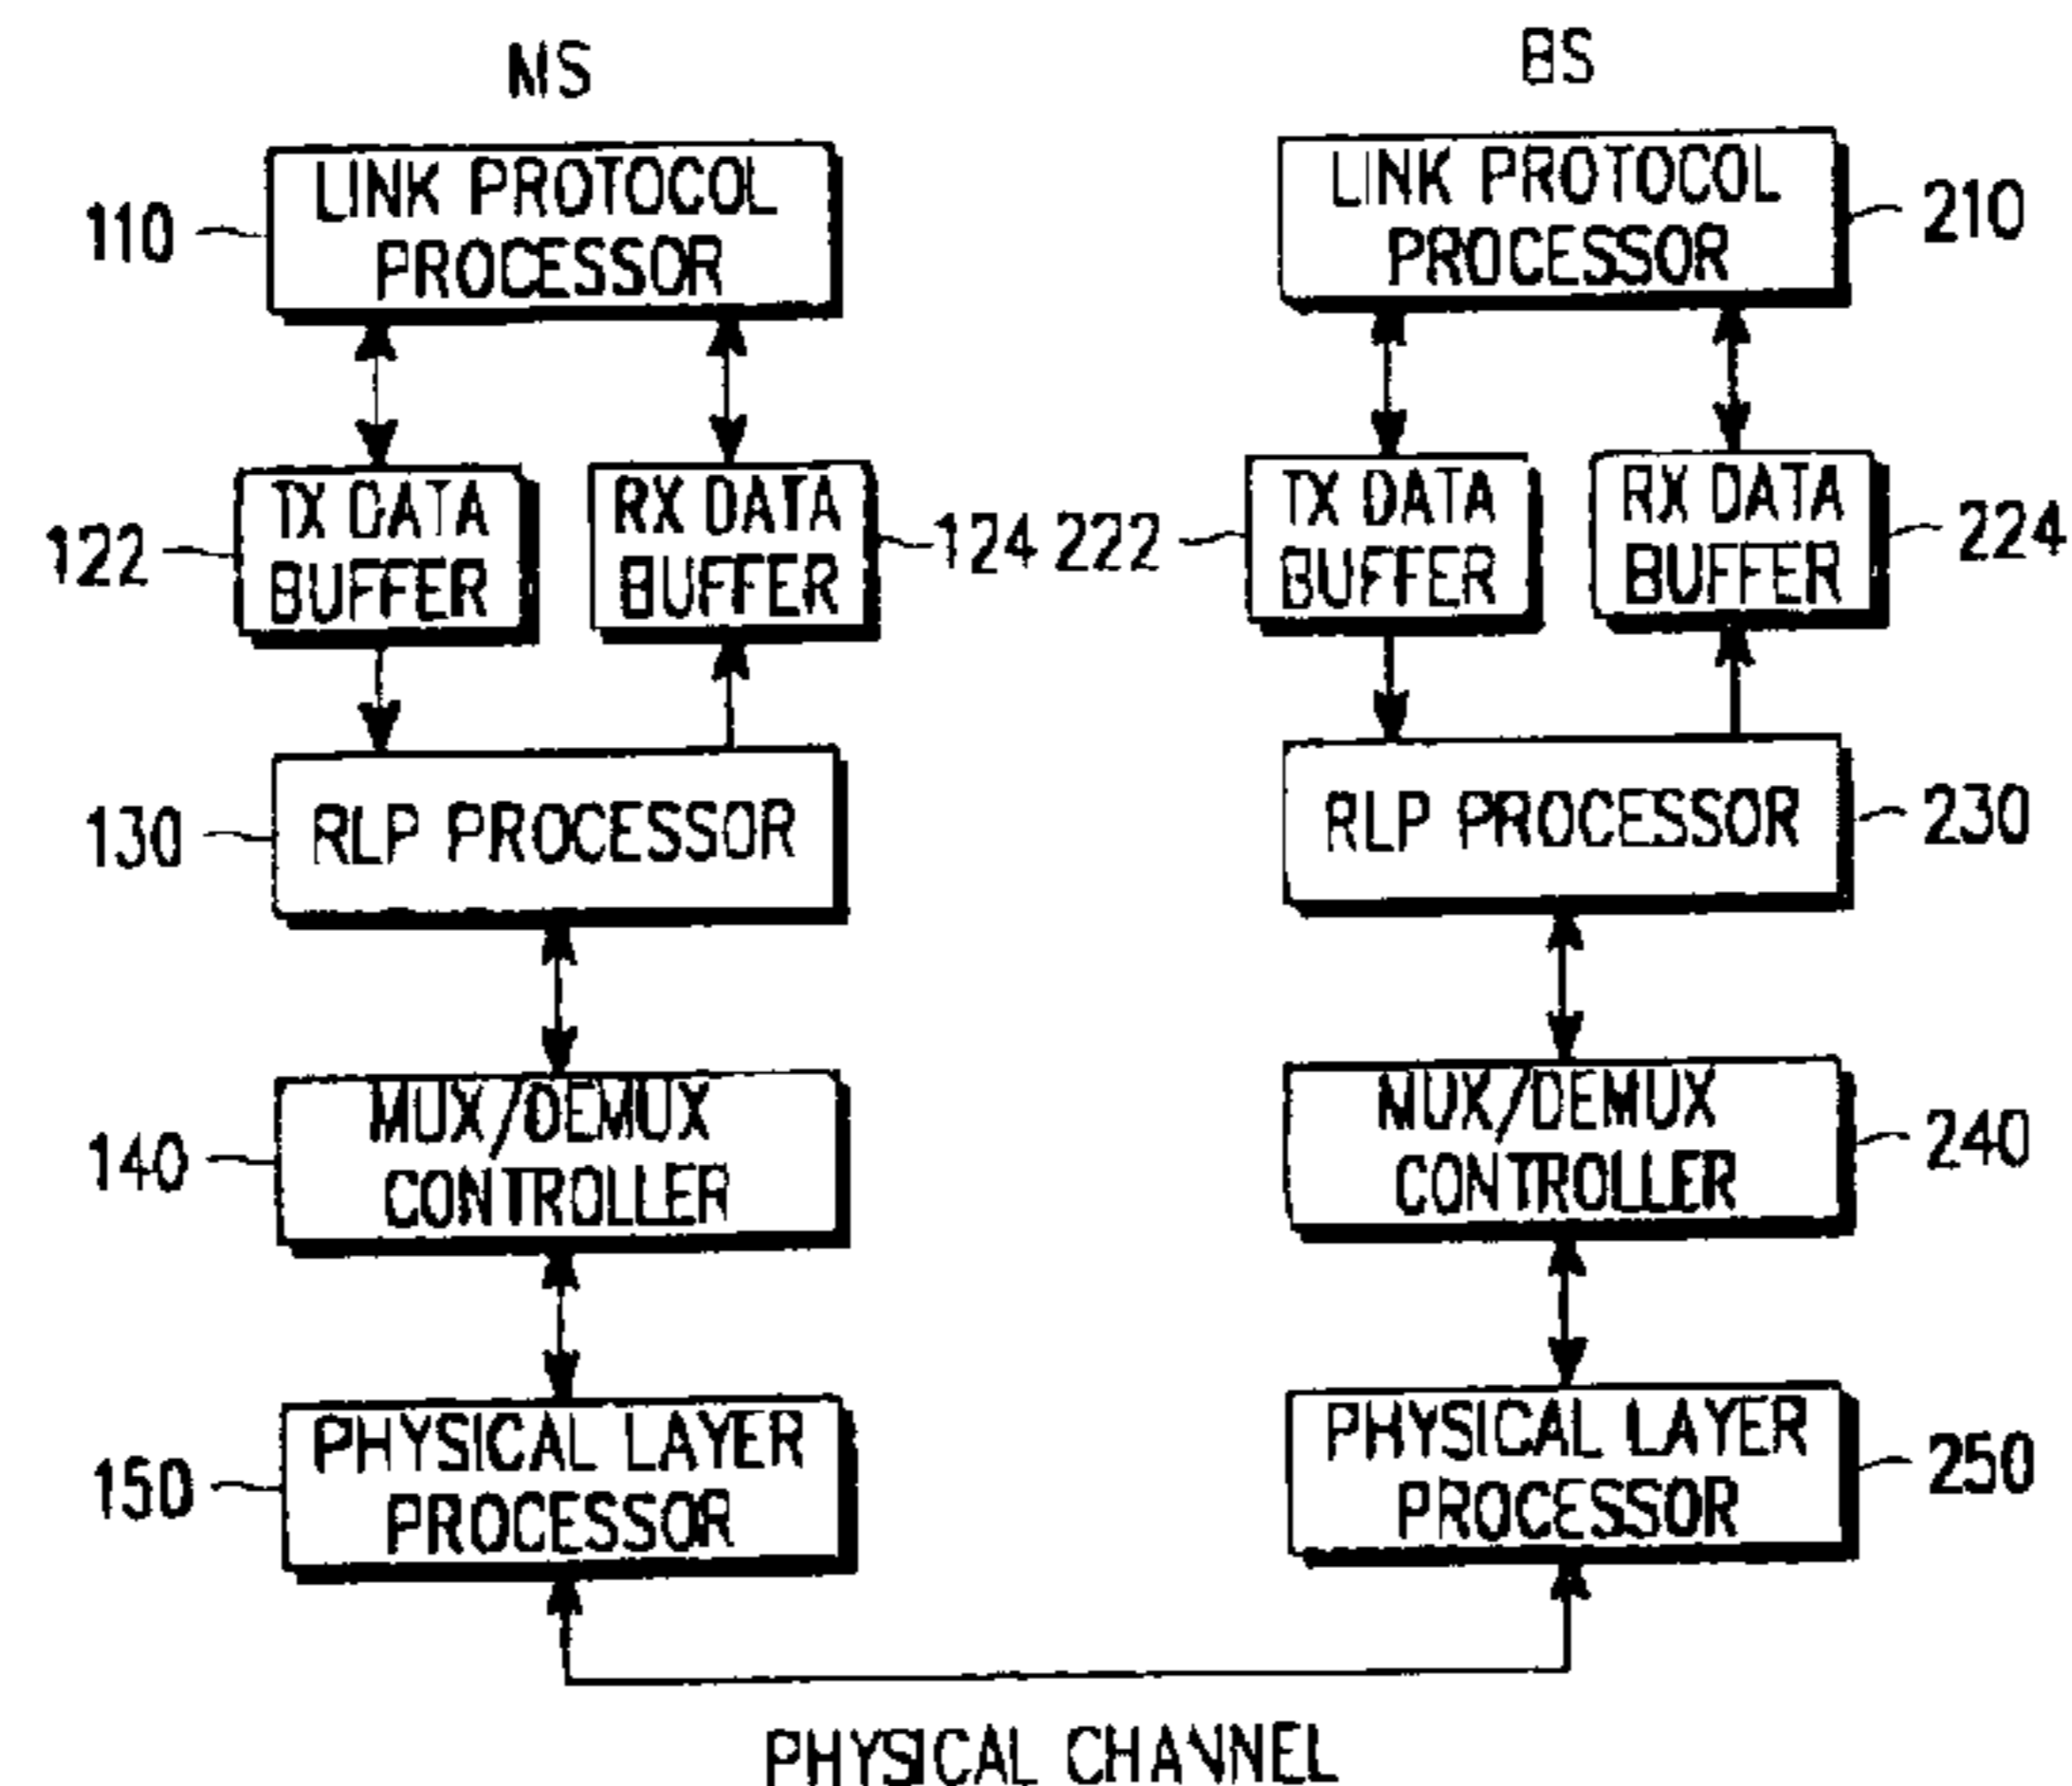 MS
LINK PROTOCOL
PROCESSOR
110
TX DATA
BUFFER
122
RX DATA
BUFFER
124
RLP PROCESSOR
130
MUX/DEMUX
CONTROLLER
140
PHYSICAL LAYER
PROCESSOR
150
BS
LINK PROTOCOL
PROCESSOR
210
222
TX DATA
BUFFER
RX DATA
BUFFER
224
RLP PROCESSOR
230
MUX/DEMUX
CONTROLLER
240
PHYSICAL LAYER
PROCESSOR
250
PHYSICAL CHANNEL